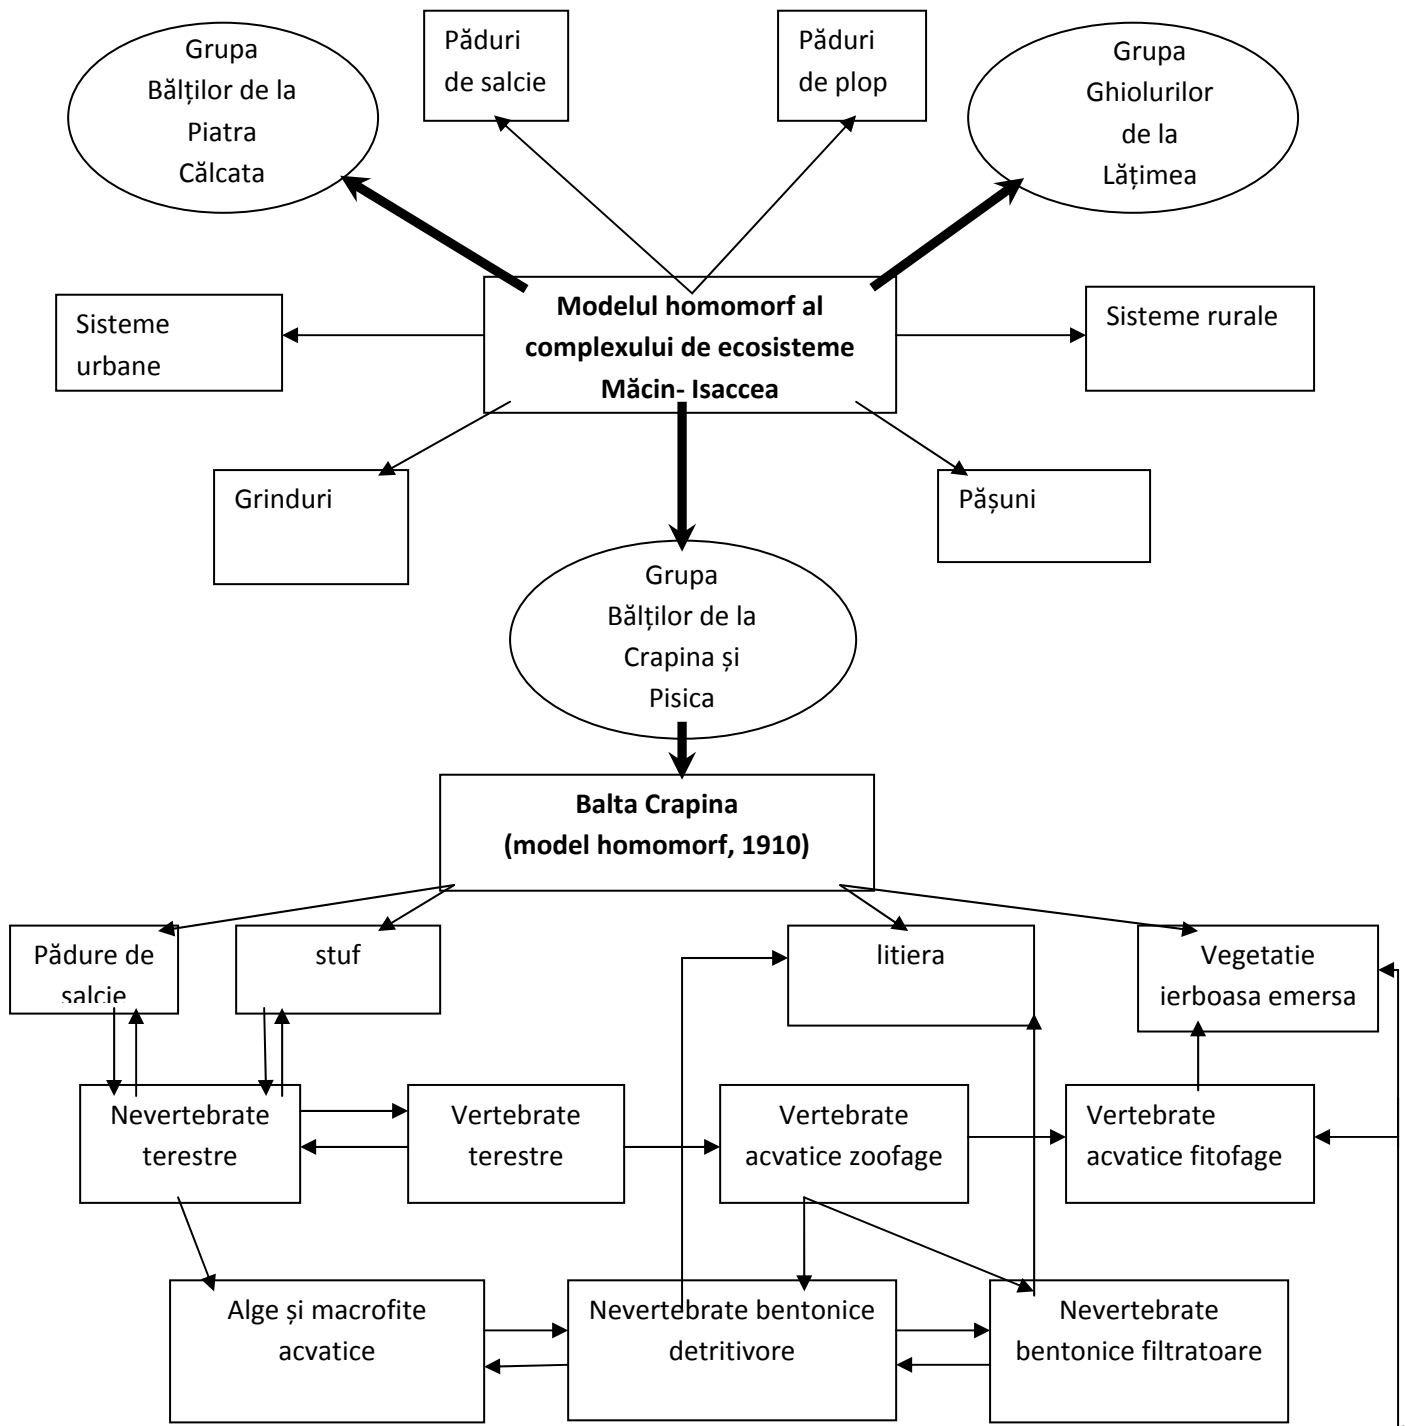 Grupa
Bălților de la
Piatra
Călcata
Păduri
de salcie
Păduri
de plop
Grupa
Ghiolurilor
de la
Lățimea
Sisteme
urbane
Modelul homomorf al
complexului de ecosisteme
Măcin- Isaccea
Sisteme rurale
Grinduri
Pășuni
Grupa
Bălților de la
Crapina și
Pisica
Balta Crapina
(model homomorf, 1910)
Pădure de
salcie
stuf
litiera
Vegetatie
ierboasa emersa
Nevertebrate
terestre
Vertebrate
terestre
Vertebrate
acvatice zoofage
Vertebrate
acvatice fitofage
Alge și macrofite
acvatice
Nevertebrate bentonice
detritivore
Nevertebrate
bentonice filtratoare